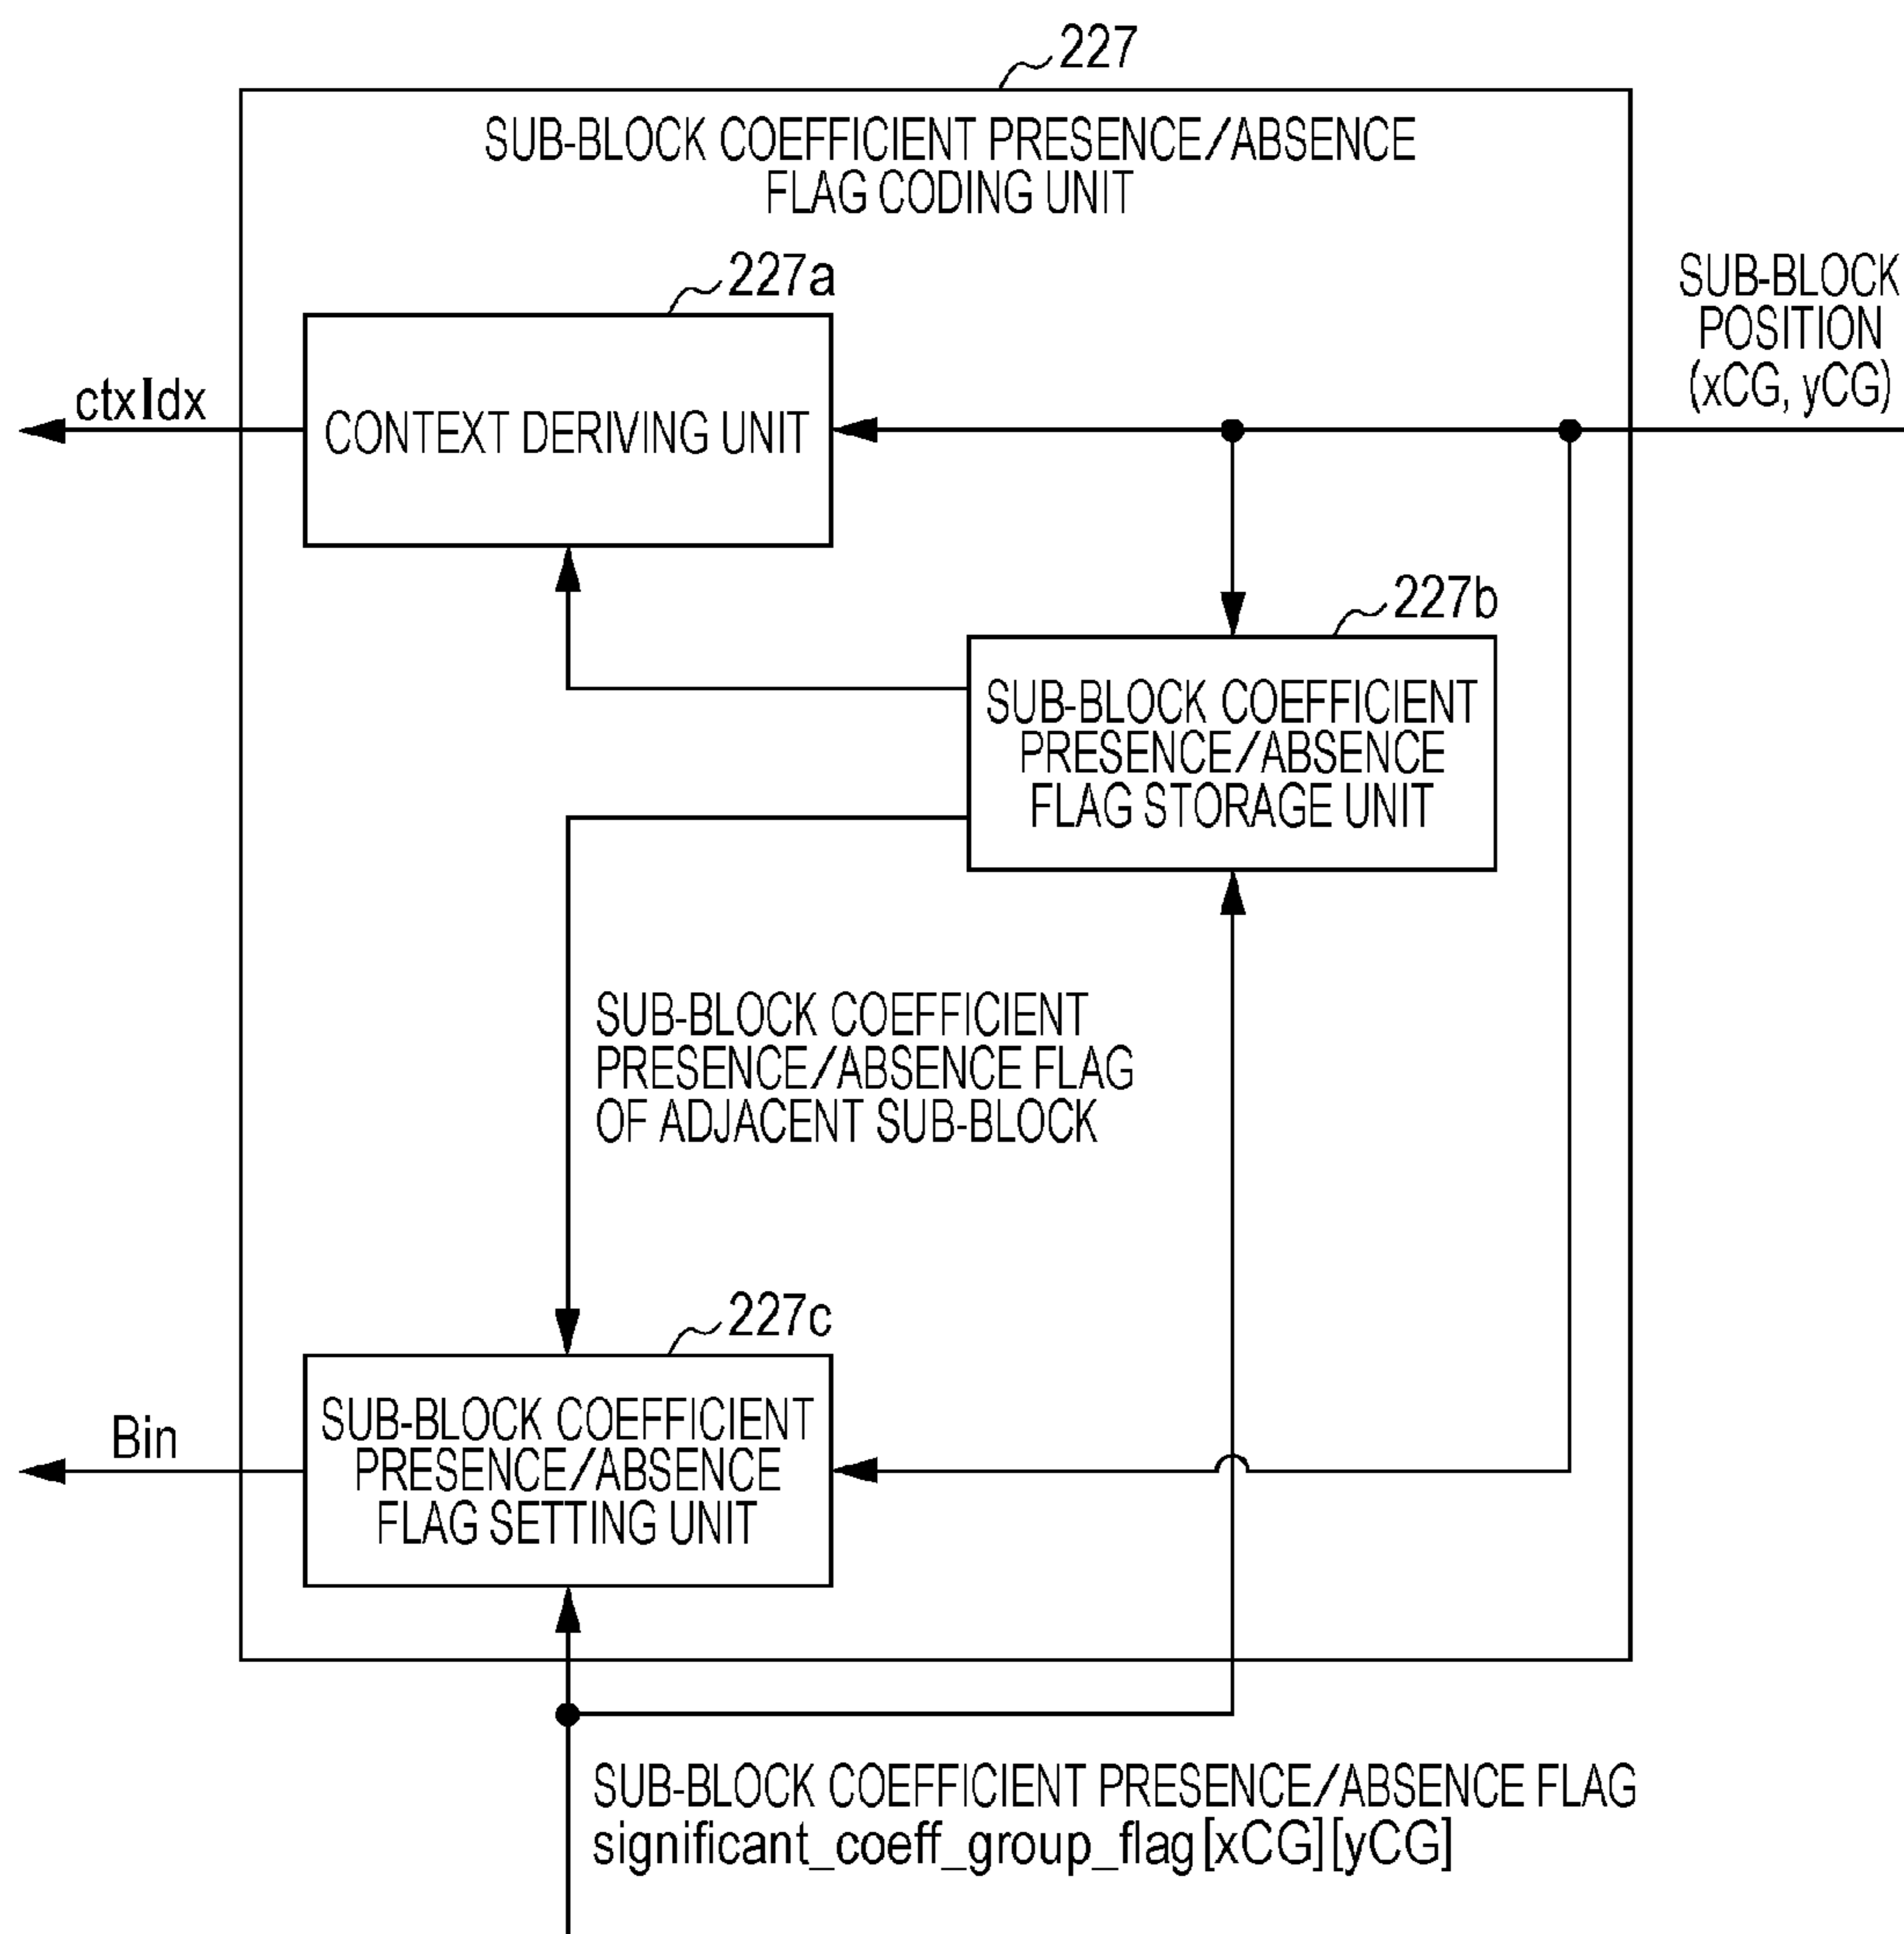 227
SUB-BLOCK COEFFICIENT PRESENCE/ABSENCE
FLAG CODING UNIT
227a
SUB-BLOCK
POSITION
(xCG, yCG)
ctxIdx
CONTEXT DERIVING UNIT
227b
SUB-BLOCK COEFFICIENT
PRESENCE/ABSENCE
FLAG STORAGE UNIT
SUB-BLOCK COEFFICIENT
PRESENCE/ABSENCE FLAG
OF ADJACENT SUB-BLOCK
227c
Bin
SUB-BLOCK COEFFICIENT
PRESENCE/ABSENCE
FLAG SETTING UNIT
SUB-BLOCK COEFFICIENT PRESENCE/ABSENCE FLAG
significant_coeff_group_flag[xCG][yCG]